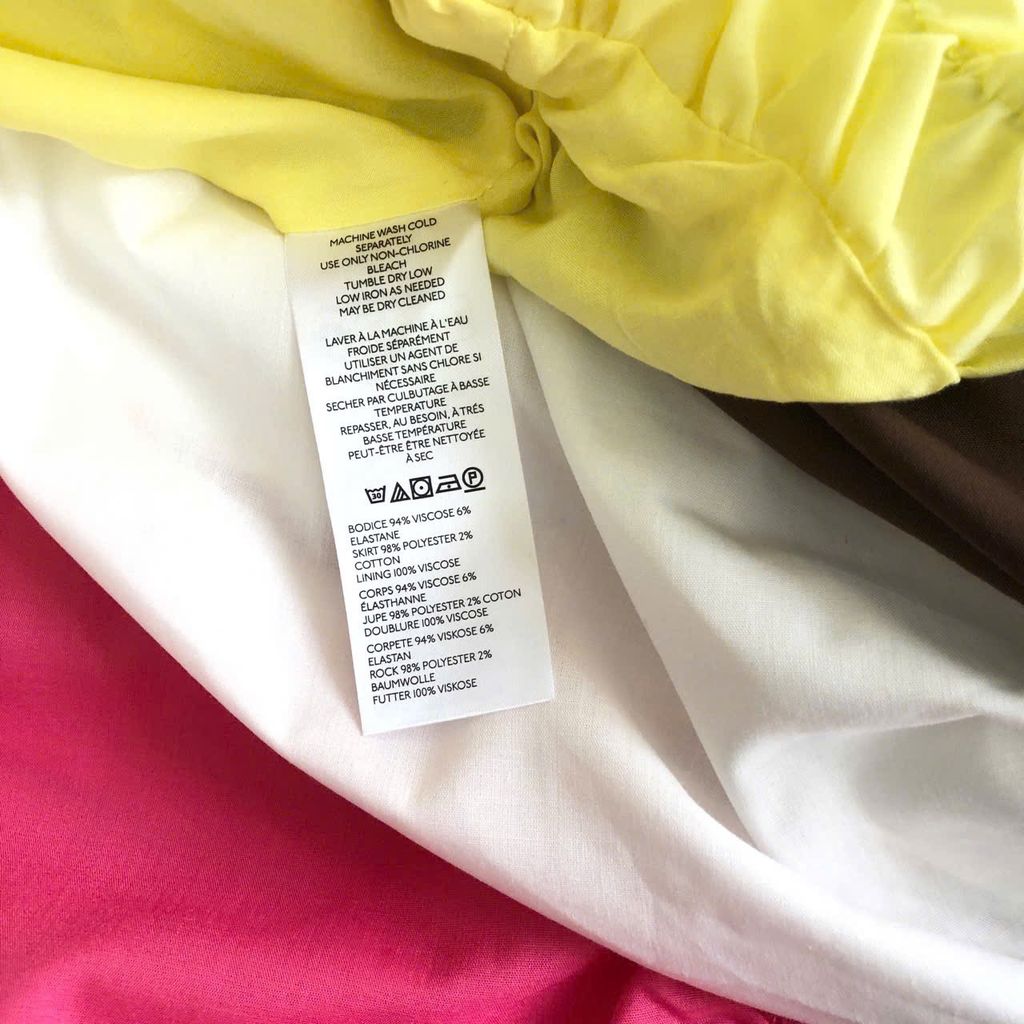 MACHINE WASH COLD
SEPARATELY
USE ONLY NON-CHLORINE
BLEACH
TUMBLE DRY LOW
LOW IRON AS NEEDED
MAY BE DRY CLEANED
LAVER À LA MACHINE À L'EAU
FROIDE SÉPARÉMENT
UTILISER UN AGENT DE
BLANCHIMENT SANS CHLORE SI
NÉCESSAIRE
SECHER PAR CULBUTAGE À BASSE
TEMPERATURE
REPASSER, AU BESOIN, À TRÉS
BASSE TEMPÉRATURE
PEUT-ÊTRE ÊTRE NETTOYÉE
À SEC
30 P
BODICE 94% VISCOSE 6%
ELASTANE
SKIRT 98% POLYESTER 2%
COTTON
LINING 100% VISCOSE
CORPS 94% VISCOSE 6%
ÉLASTHANNE
JUPE 98% POLYESTER 2% COTON
DOUBLURE 100% VISCOSE
CORPETE 94% VISKOSE 6%
ELASTAN
ROCK 98% POLYESTER 2%
BAUMWOLLE
FUTTER 100% VISKOSE